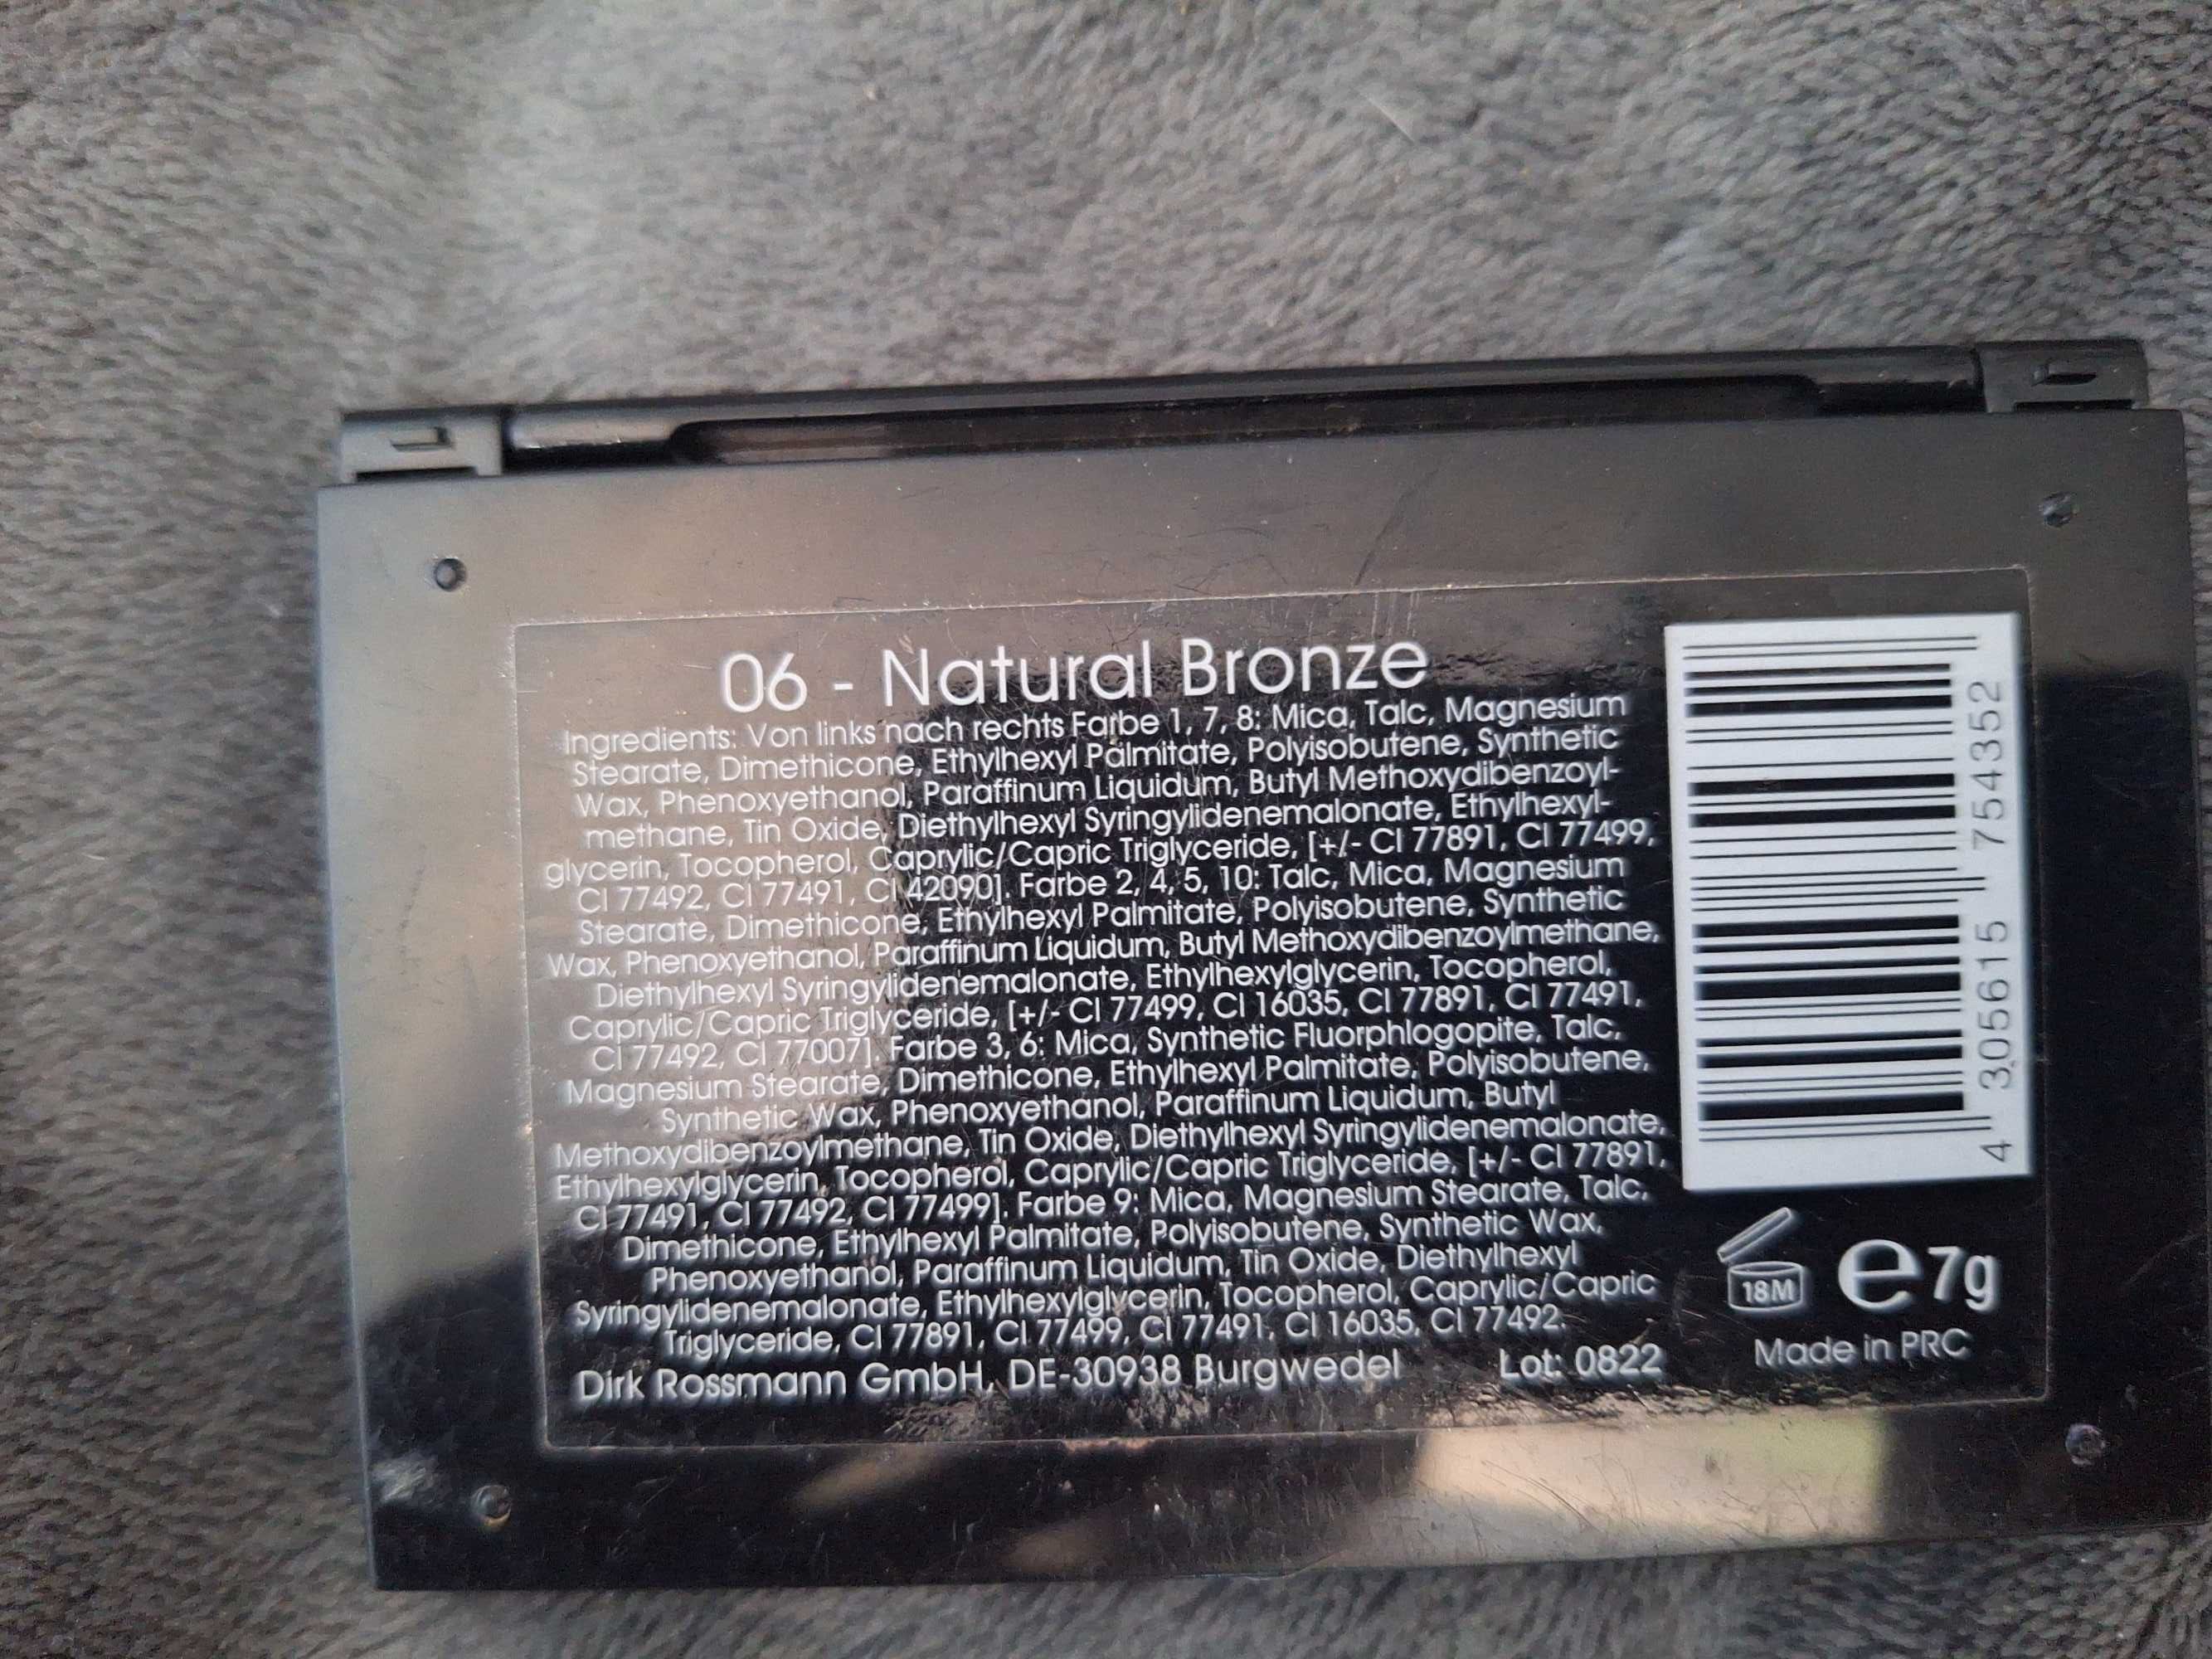 06 - Natural Bronze
Ingredients: Von links nach rechts Farbe 1, 7, 8: Mica, Talc, Magnesium
Stearate, Dimethicone, Ethylhexyl Palmitate, Polyisobutene, Synthetic
Wax, Phenoxyethanol, Paraffinum Liquidum, Butyl Methoxydibenzoyl-
methane, Tin Oxide, Diethylhexyl Syringylidenemalonate, Ethylhexyl-
glycerin, Tocopherol, Caprylic/Capric Triglyceride, [+/- CI 77891, CI 77499,
CI 77492, CI 77491, CI 42090]. Farbe 2, 4, 5, 10: Talc, Mica, Magnesium
Stearate, Dimethicone, Ethylhexyl Palmitate, Polyisobutene, Synthetic
Wax, Phenoxyethanol, Paraffinum Liquidum, Butyl Methoxydibenzoylmethane,
Diethylhexyl Syringylidenemalonate, Ethylhexylglycerin, Tocopherol,
Caprylic/Capric Triglyceride, [+/- CI 77499, CI 16035, CI 77891, CI 77491,
CI 77492, CI 77007]. Farbe 3, 6: Mica, Synthetic Fluorphlogopite, Talc,
Magnesium Stearate, Dimethicone, Ethylhexyl Palmitate, Polyisobutene,
Synthetic Wax, Phenoxyethanol, Paraffinum Liquidum, Butyl
Methoxydibenzoylmethane, Tin Oxide, Diethylhexyl Syringylidenemalonate,
Ethylhexylglycerin, Tocopherol, Caprylic/Capric Triglyceride, [+/- CI 77891,
CI 77491, CI 77492, CI 77499]. Farbe 9: Mica, Magnesium Stearate, Talc,
Dimethicone, Ethylhexyl Palmitate, Polyisobutene, Synthetic Wax,
Phenoxyethanol, Paraffinum Liquidum, Tin Oxide, Diethylhexyl
Syringylidenemalonate, Ethylhexylglycerin, Tocopherol, Caprylic/Capric
Triglyceride, CI 77891, CI 77499, CI 77491, CI 16035, CI 77492.
Dirk Rossmann GmbH, DE-30938 Burgwedel Lot: 0822
4 305615 754352
18M e 7g
Made in PRC